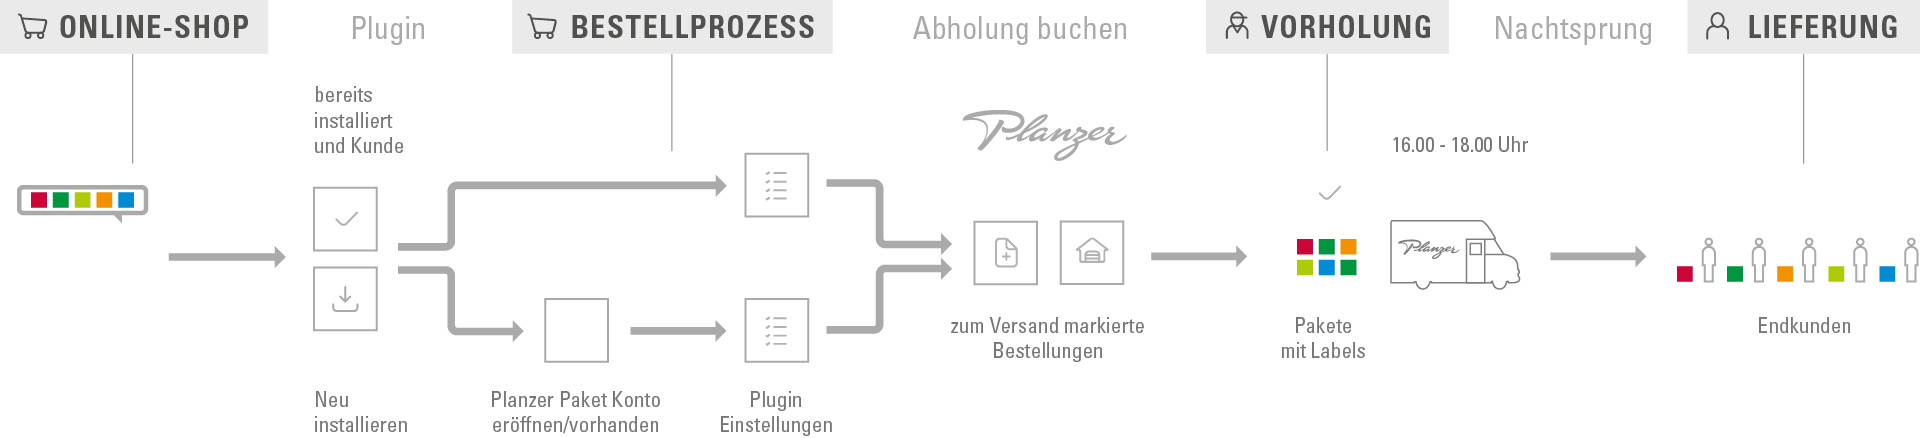 ONLINE-SHOP
Plugin
BESTELLPROZESS
Abholung buchen
VORHOLUNG
Nachtsprung
LIEFERUNG
bereits
installiert
und Kunde
Planzer
16.00 - 18.00 Uhr
Planzer
zum Versand markierte
Bestellungen
Pakete
mit Labels
Endkunden
Neu
installieren
Planzer Paket Konto
eröffnen/vorhanden
Plugin
Einstellungen